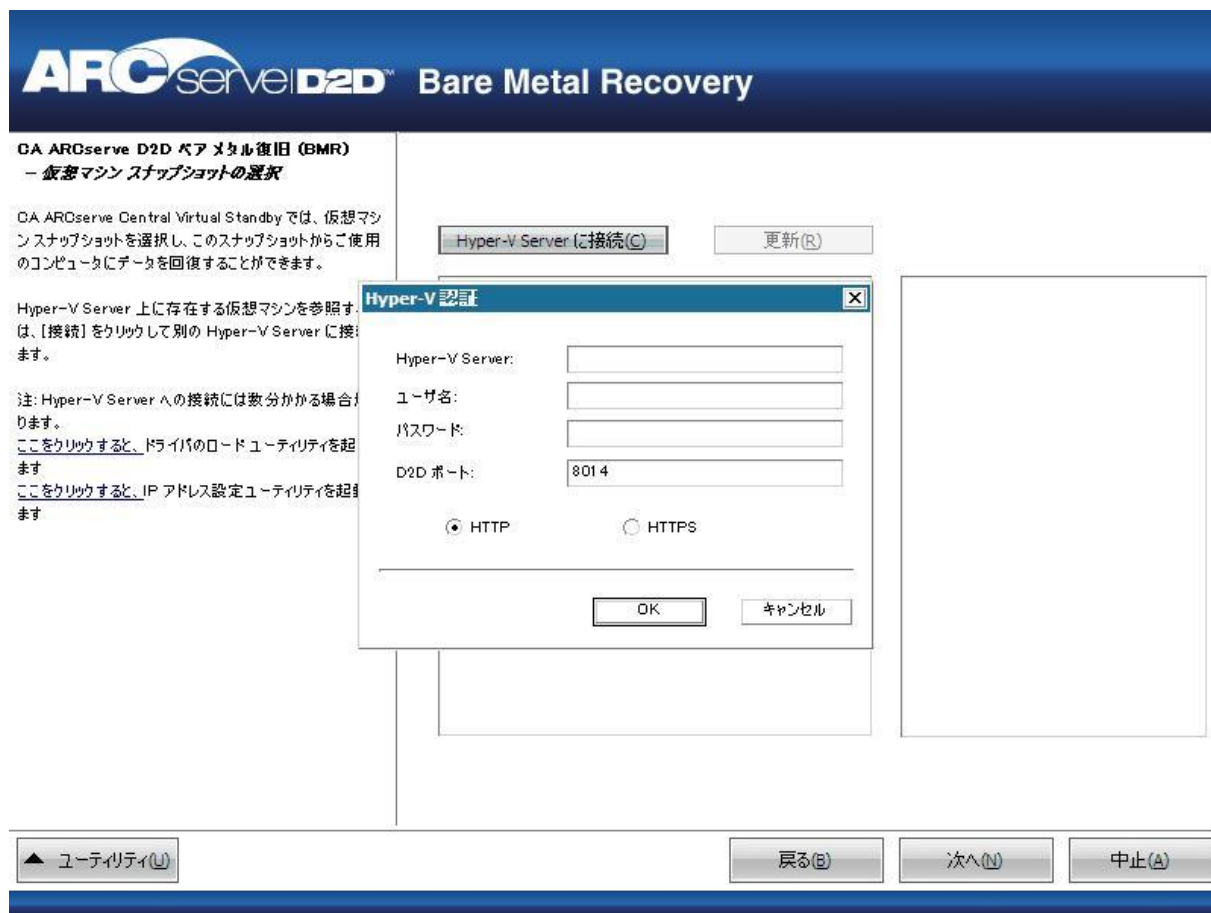 ARCserve D2D™ Bare Metal Recovery
CA ARCserve D2D ベア メタル復旧 (BMR)
- 仮想マシン スナップショットの選択
CA ARCserve Central Virtual Standby では、仮想マシ
ン スナップショットを選択し、このスナップショットからご使用
のコンピュータにデータを回復することができます。
Hyper-V Server 上に存在する仮想マシンを参照す
は、[接続] をクリックして別の Hyper-V Server に接
ます。
注: Hyper-V Server への接続には数分かかる場合
ります。
ここをクリックすると、ドライバのロード ユーティリティを起
ます
ここをクリックすると、IP アドレス設定ユーティリティを起
ます
Hyper-V Server に接続(C)
更新(R)
Hyper-V 認証
Hyper-V Server:
ユーザ名:
パスワード:
D2D ポート:
8014
HTTP
HTTPS
OK
キャンセル
ユーティリティ(U)
戻る(B)
次へ(N)
中止(A)